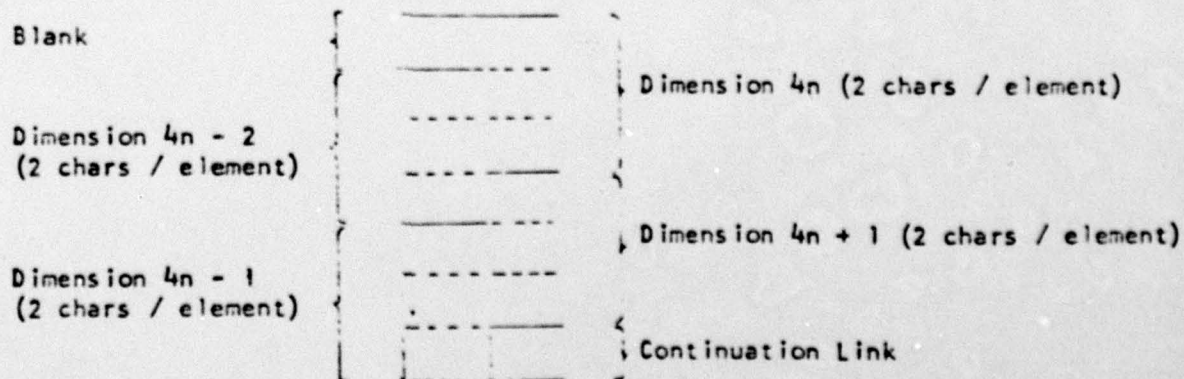 Blank
Dimension 4n (2 chars / element)
Dimension 4n - 2
(2 chars / element)
Dimension 4n + 1 (2 chars / element)
Dimension 4n - 1
(2 chars / element)
Continuation Link